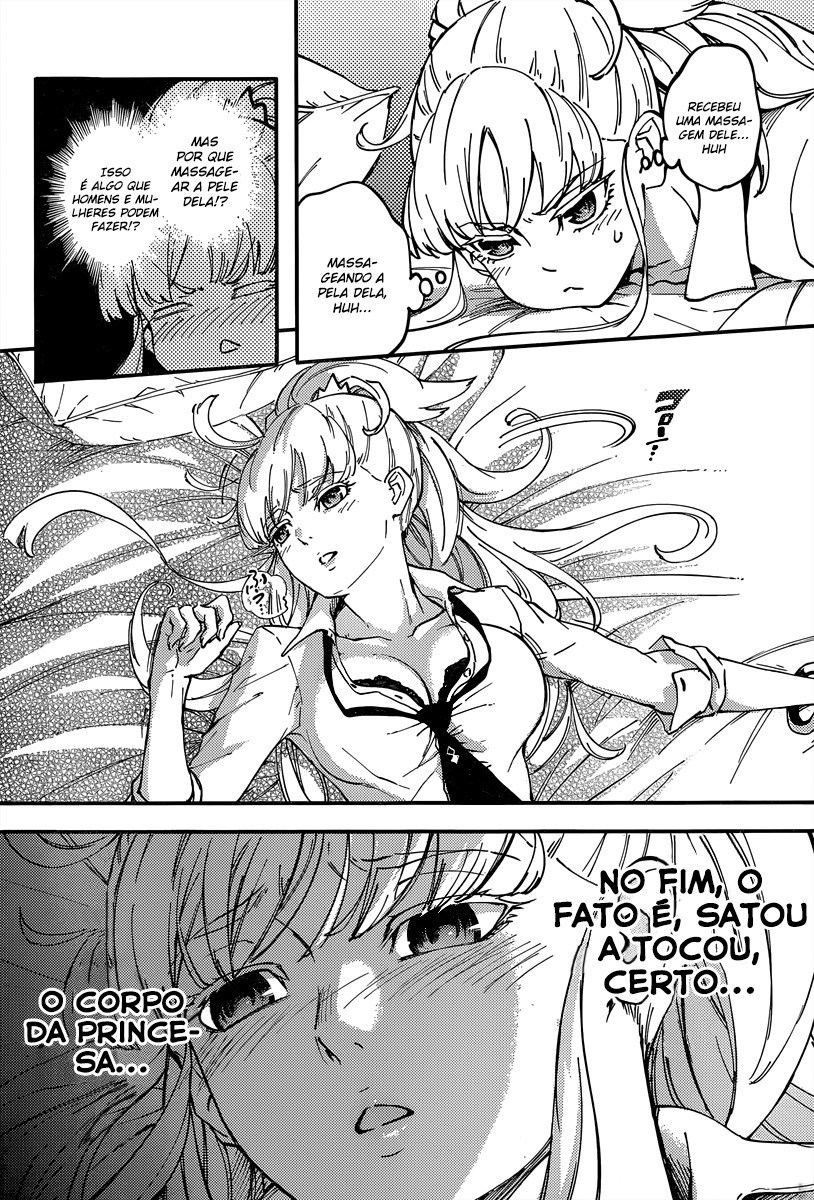 RECEBEU
UMA MASSA-
GEM DELE...
HUH
MASSA-
GEANDO A
PELA DELA,
HUH...
MAS
POR QUE
MASSAGE-
AR A PELE
DELA!?
ISSO
É ALGO QUE
HOMENS E MU-
LHERES PODEM
FAZER!?
NO FIM, O
FATO É, SATOU
A TOCOU,
CERTO...
O CORPO
DA PRINCE-
SA...